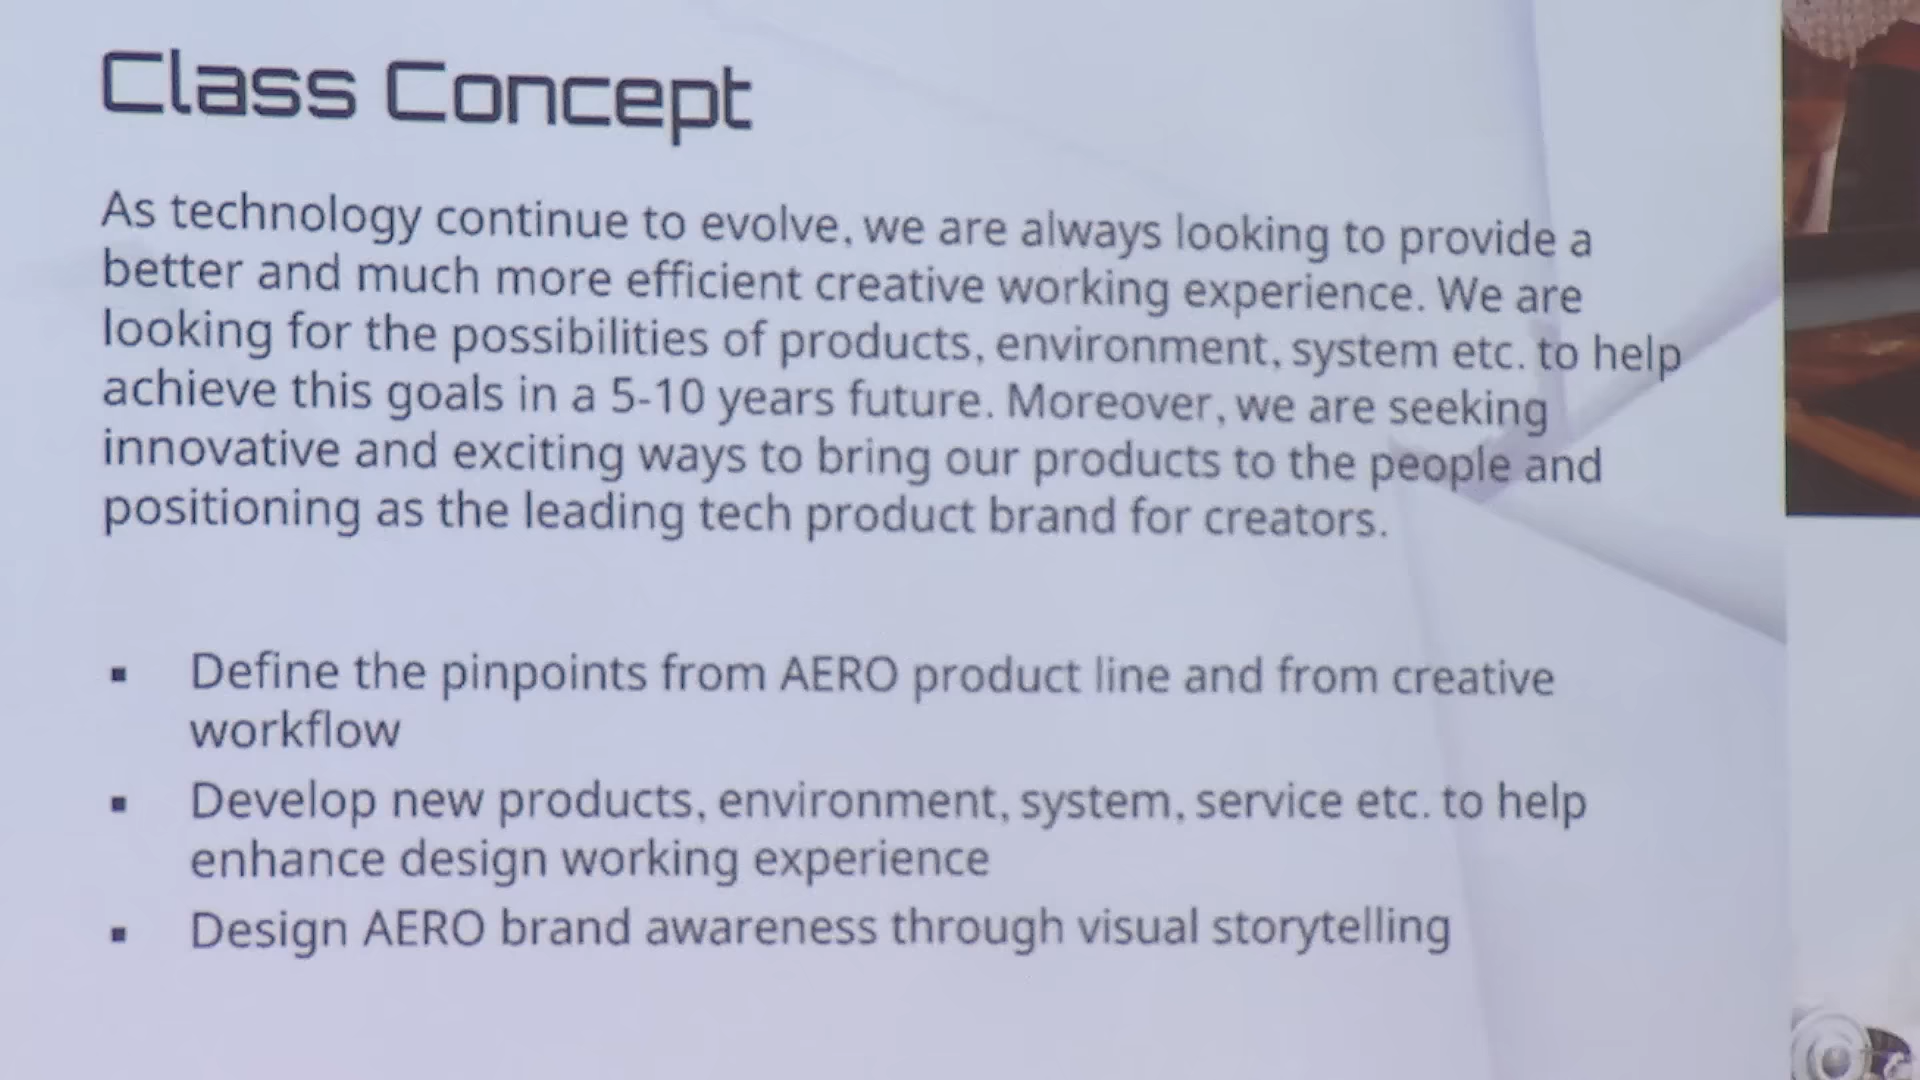 Class Concept
As technology continue to evolve, we are always looking to provide a
better and much more efficient creative working experience. We are
looking for the possibilities of products, environment, system etc. to help
achieve this goals in a 5-10 years future. Moreover, we are seeking
innovative and exciting ways to bring our products to the people and
positioning as the leading tech product brand for creators.
▪ Define the pinpoints from AERO product line and from creative
workflow
▪ Develop new products, environment, system, service etc. to help
enhance design working experience
▪ Design AERO brand awareness through visual storytelling